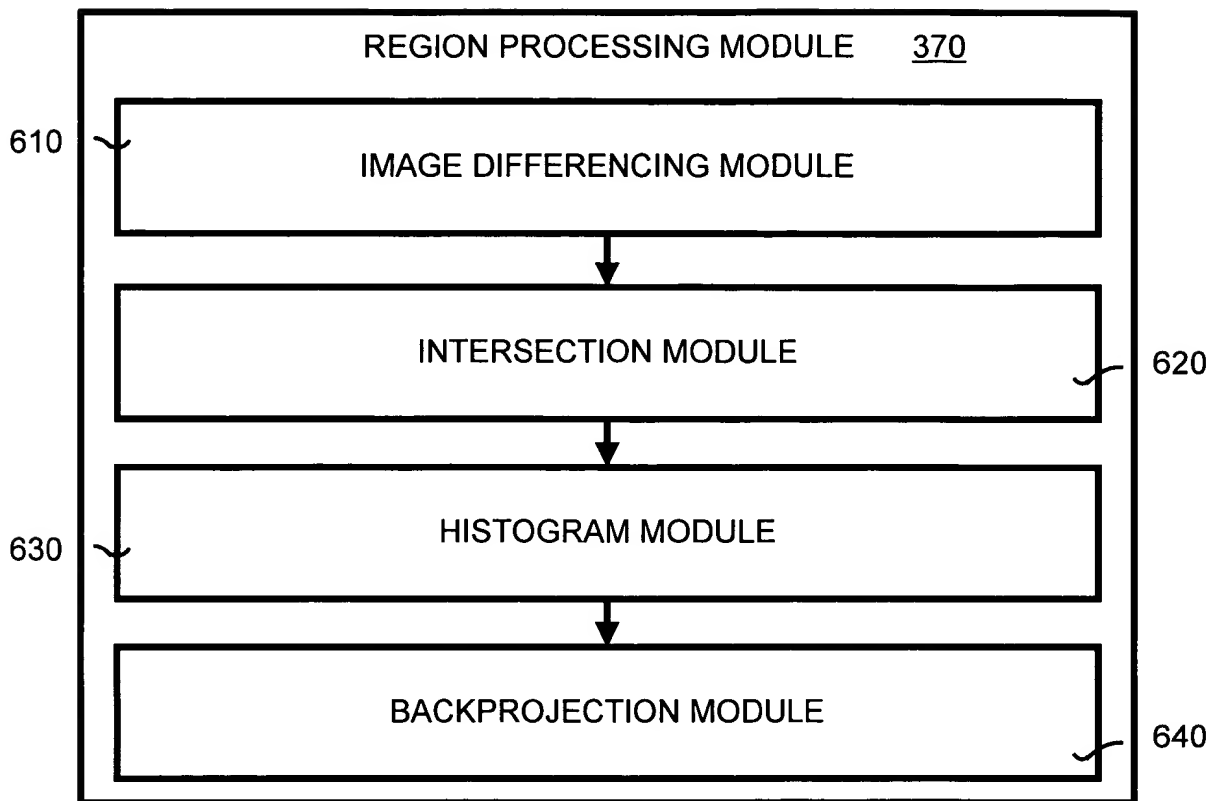 REGION PROCESSING MODULE 370
610
IMAGE DIFFERENCING MODULE
INTERSECTION MODULE
620
HISTOGRAM MODULE
630
BACKPROJECTION MODULE
640